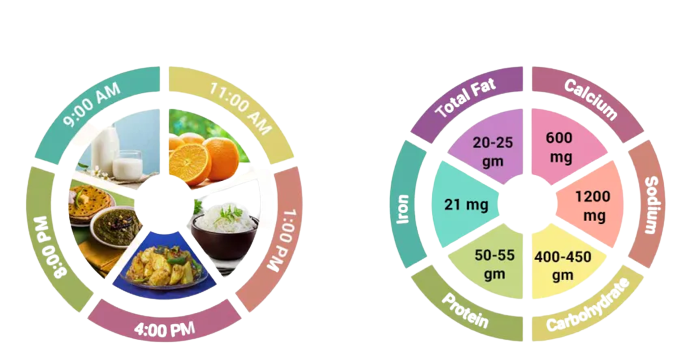 9:00 AM
11:00 AM
1:00 PM
4:00 PM
8:00 PM
Total Fat
20-25
gm
Calcium
600
mg
Sodium
1200
mg
Carbohydrate
400-450
gm
Protein
50-55
gm
Iron
21 mg